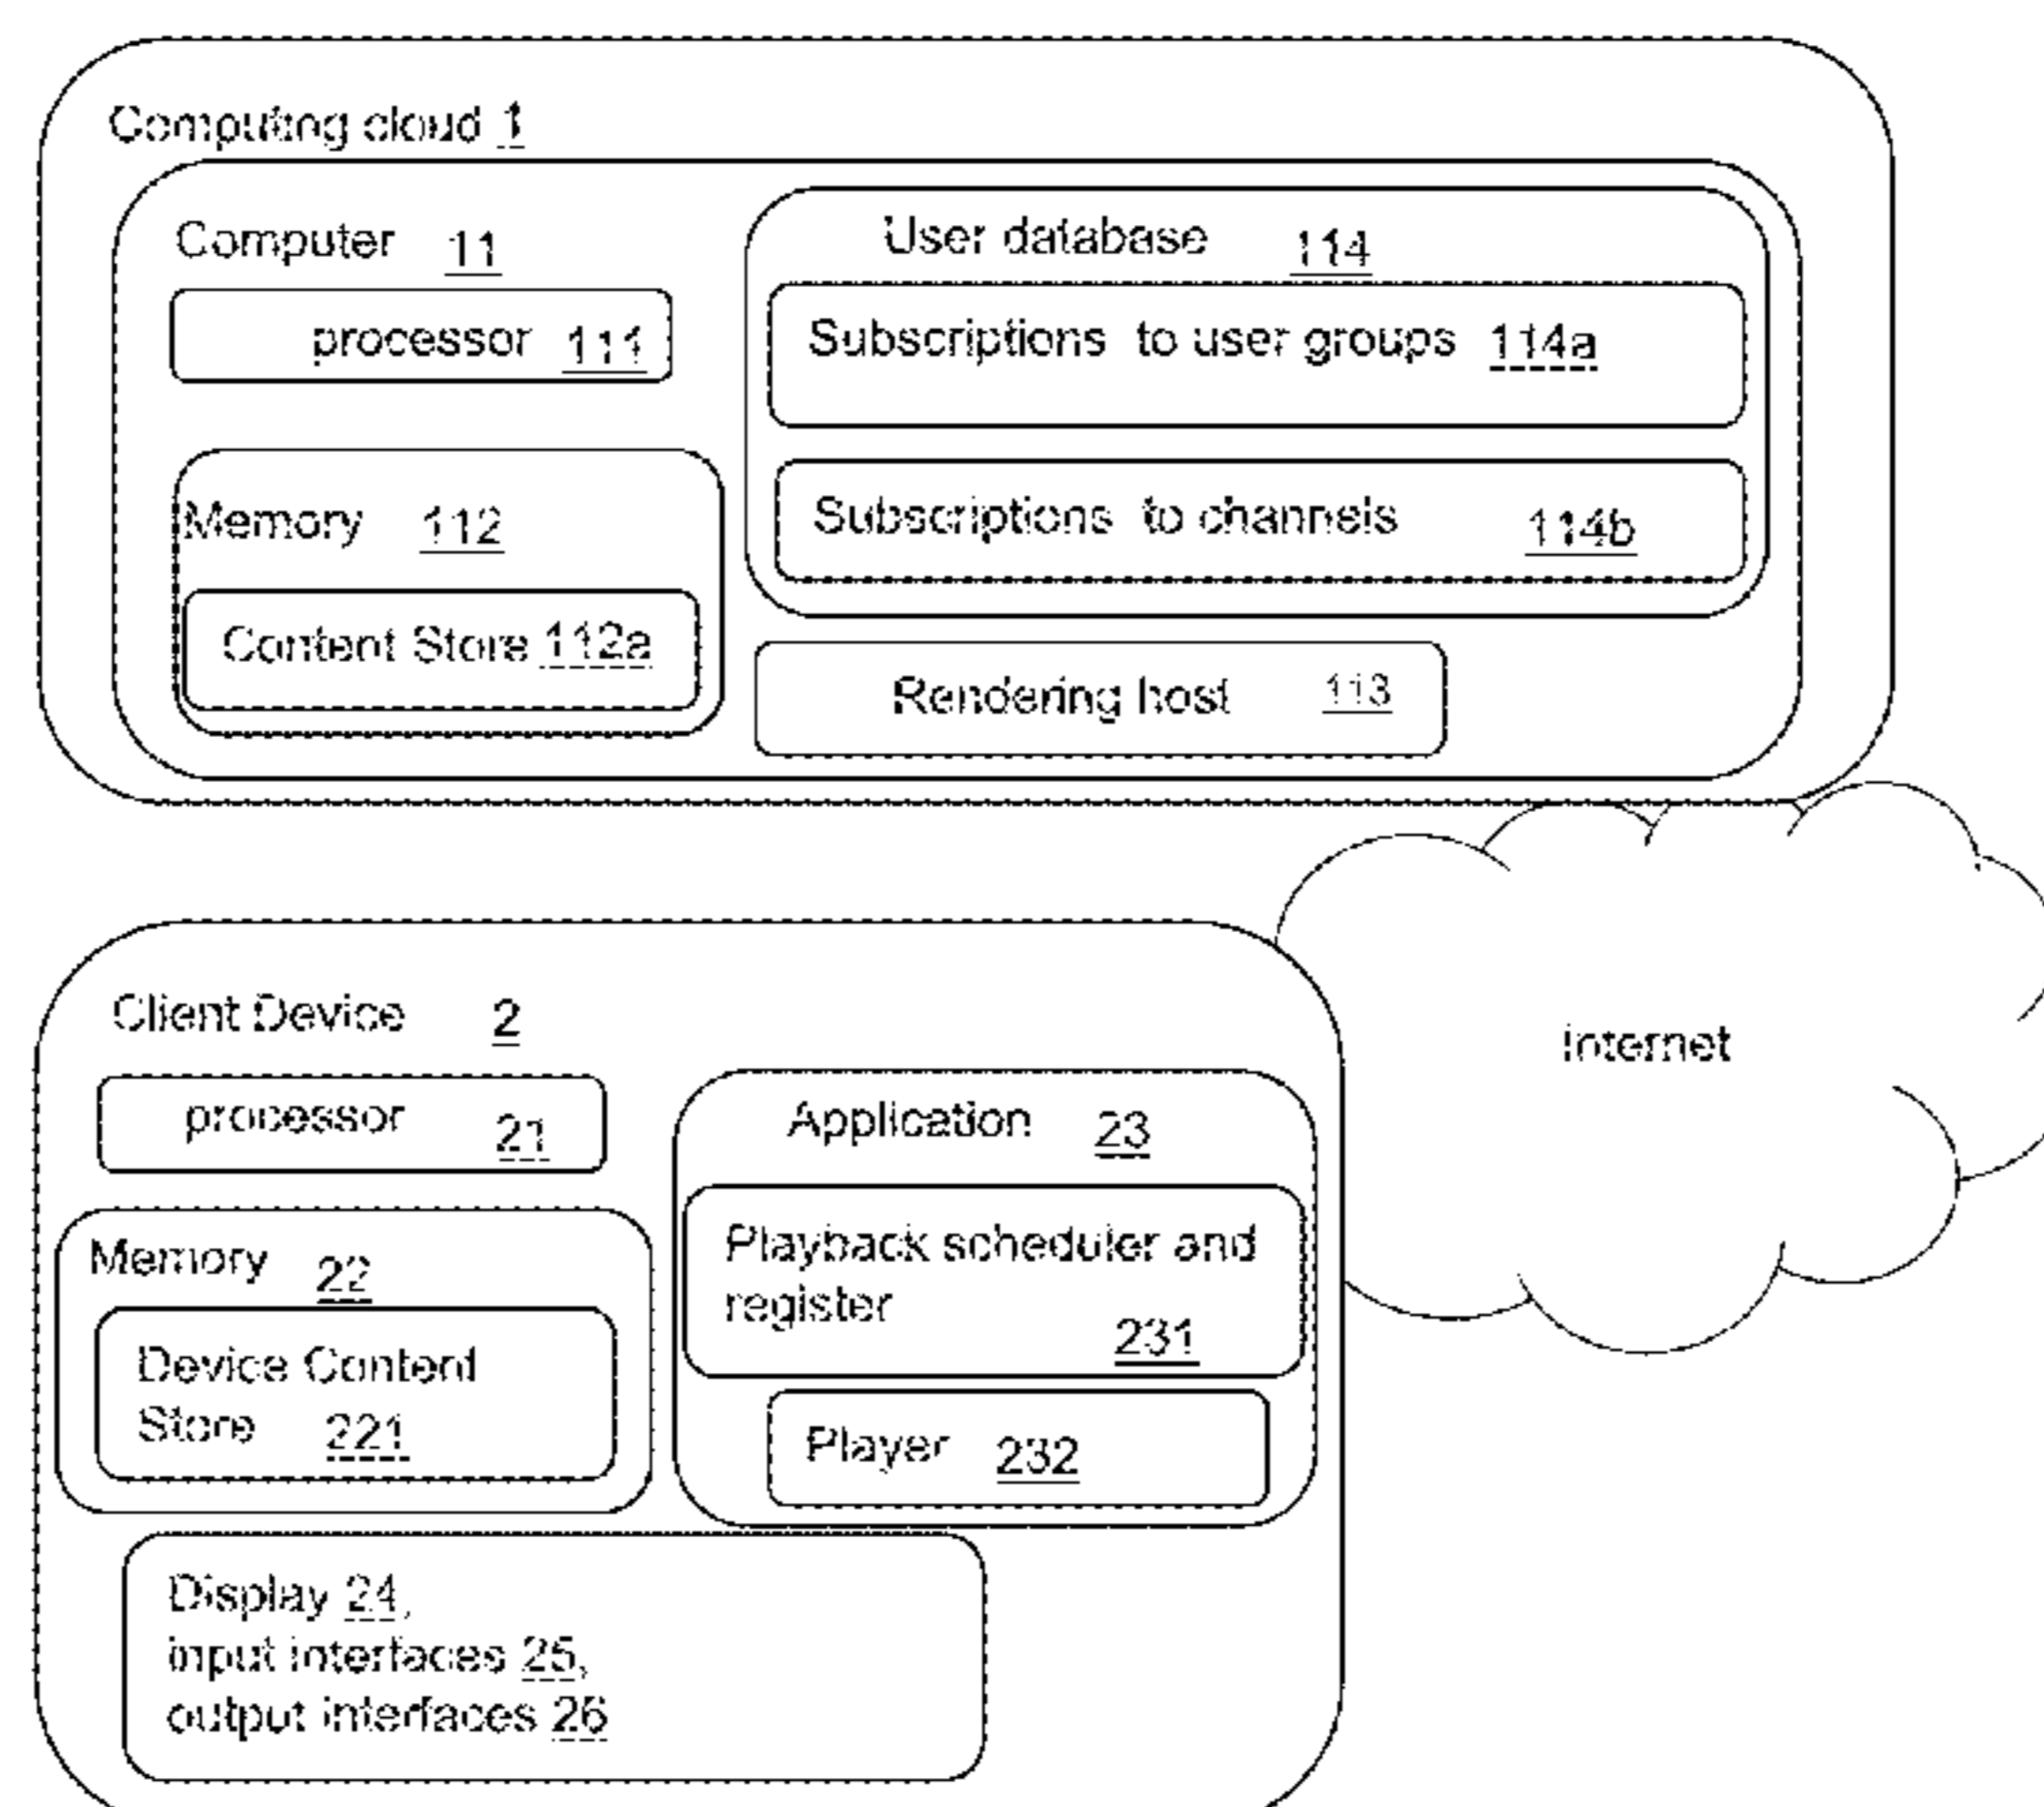 Computing cloud 1
Computer 11
processor 111
Memory 112
Content Store 112a
User database 114
Subscriptions to user groups 114a
Subscriptions to channels 114b
Rendering host 113
Internet
Client Device 2
processor 21
Memory 22
Device Content
Store 221
Application 23
Playback scheduler and
register 231
Player 232
Display 24,
input interfaces 25,
output interfaces 26